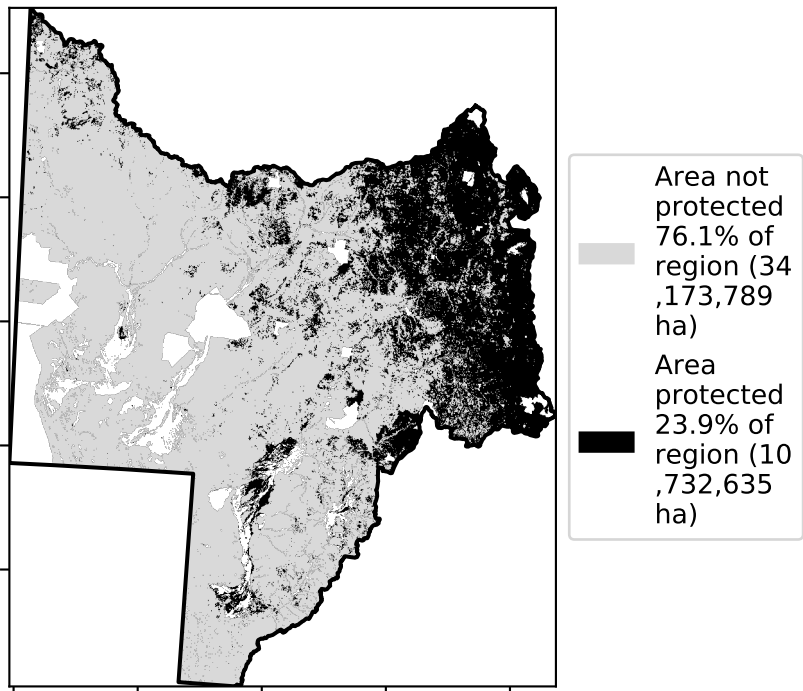 Area not
protected
76.1% of
region (34
,173,789
ha)
Area
protected
23.9% of
region (10
,732,635
ha)